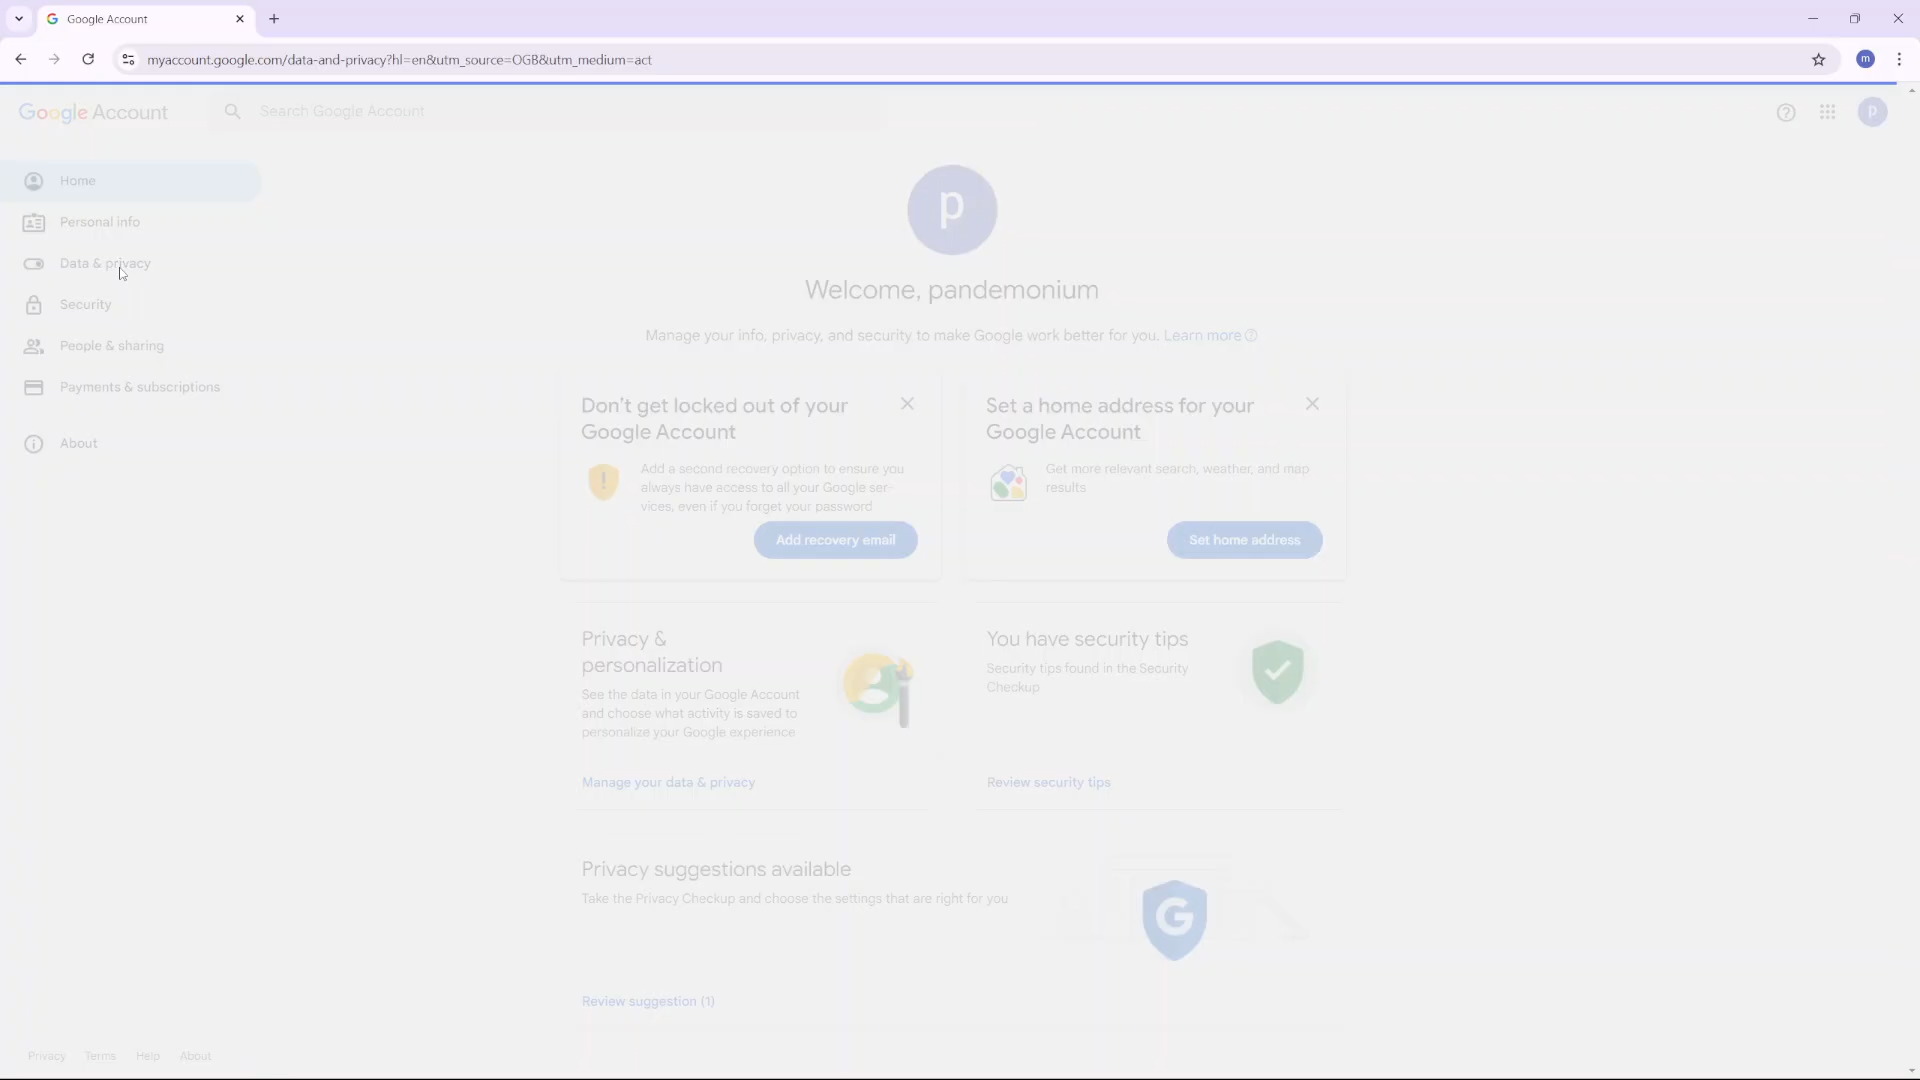 Google Account
myaccount.google.com/data-and-privacy?hl=en&utm_source=OGB&utm_medium=act
m
Google Account
Search Google Account
p
Home
Personal info
Data & privacy
Security
People & sharing
Payments & subscriptions
About
p
Welcome, pandemonium
Manage your info, privacy, and security to make Google work better for you. Learn more
Don't get locked out of your
Google Account
Add a second recovery option to ensure you
always have access to all your Google ser-
vices, even if you forget your password
Add recovery email
Set a home address for your
Google Account
Get more relevant search, weather, and map
results
Set home address
Privacy &
personalization
See the data in your Google Account
and choose what activity is saved to
personalize your Google experience
Manage your data & privacy
You have security tips
Security tips found in the Security
Checkup
Review security tips
Privacy suggestions available
Take the Privacy Checkup and choose the settings that are right for you
G
Review suggestion (1)
Privacy Terms Help About